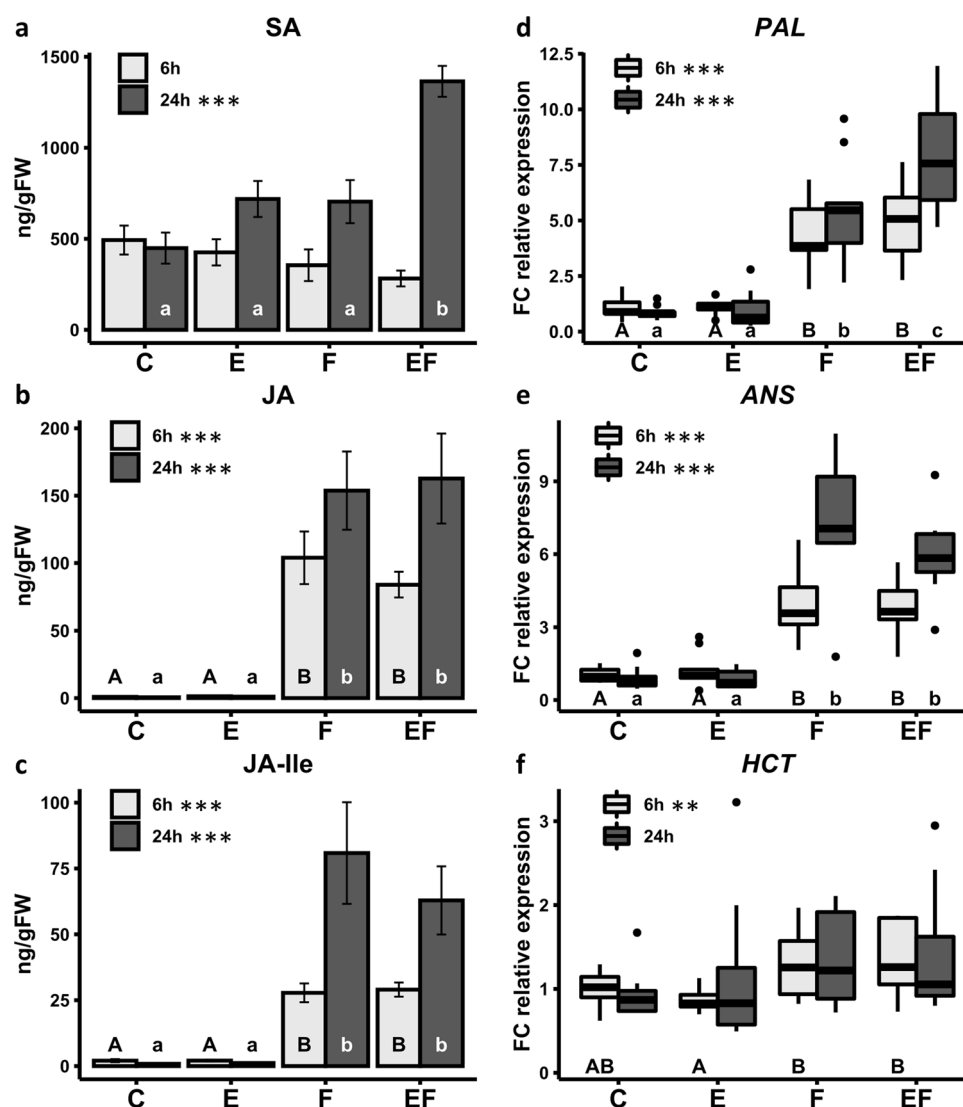 a SA
1500
1000
500
0
ng/gFW
6h
24h ***
a a a b
C E F EF
b JA
200
150
100
50
0
ng/gFW
6h ***
24h ***
A a A a B b B b
C E F EF
c JA-Ile
100
75
50
25
0
ng/gFW
6h ***
24h ***
A a A a B b B b
C E F EF
d PAL
12.5
10.0
7.5
5.0
2.5
0.0
FC relative expression
6h ***
24h ***
A a A a B b B c
C E F EF
e ANS
9
6
3
0
FC relative expression
6h ***
24h ***
A a A a B b B b
C E F EF
f HCT
3
2
1
0
FC relative expression
6h **
24h
AB A B B
C E F EF